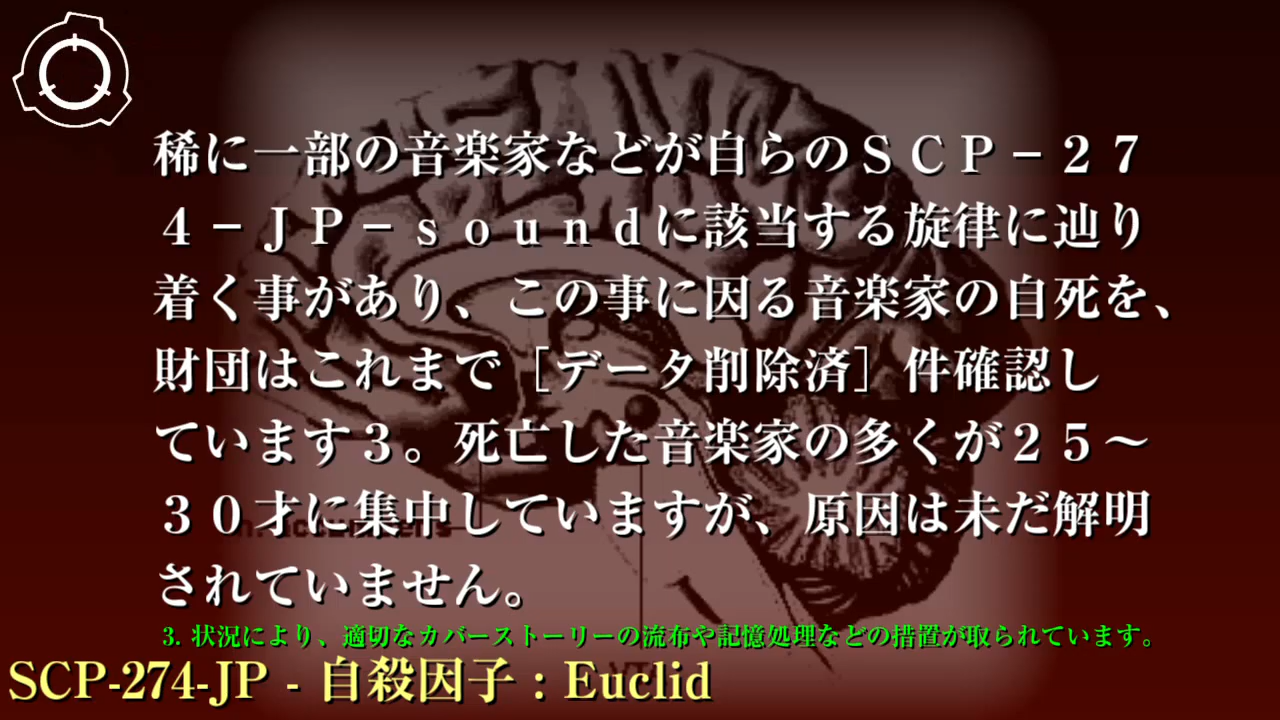 稀に一部の音楽家などが自らのＳＣＰ－２７
４－ＪＰ－ｓｏｕｎｄに該当する旋律に辿り
着く事があり、この事に因る音楽家の自死を、
財団はこれまで［データ削除済］件確認し
ています３。死亡した音楽家の多くが２５～
３０才に集中していますが、原因は未だ解明
されていません。
3. 状況により、適切なカバーストーリーの流布や記憶処理などの措置が取られています。
SCP-274-JP - 自殺因子：Euclid